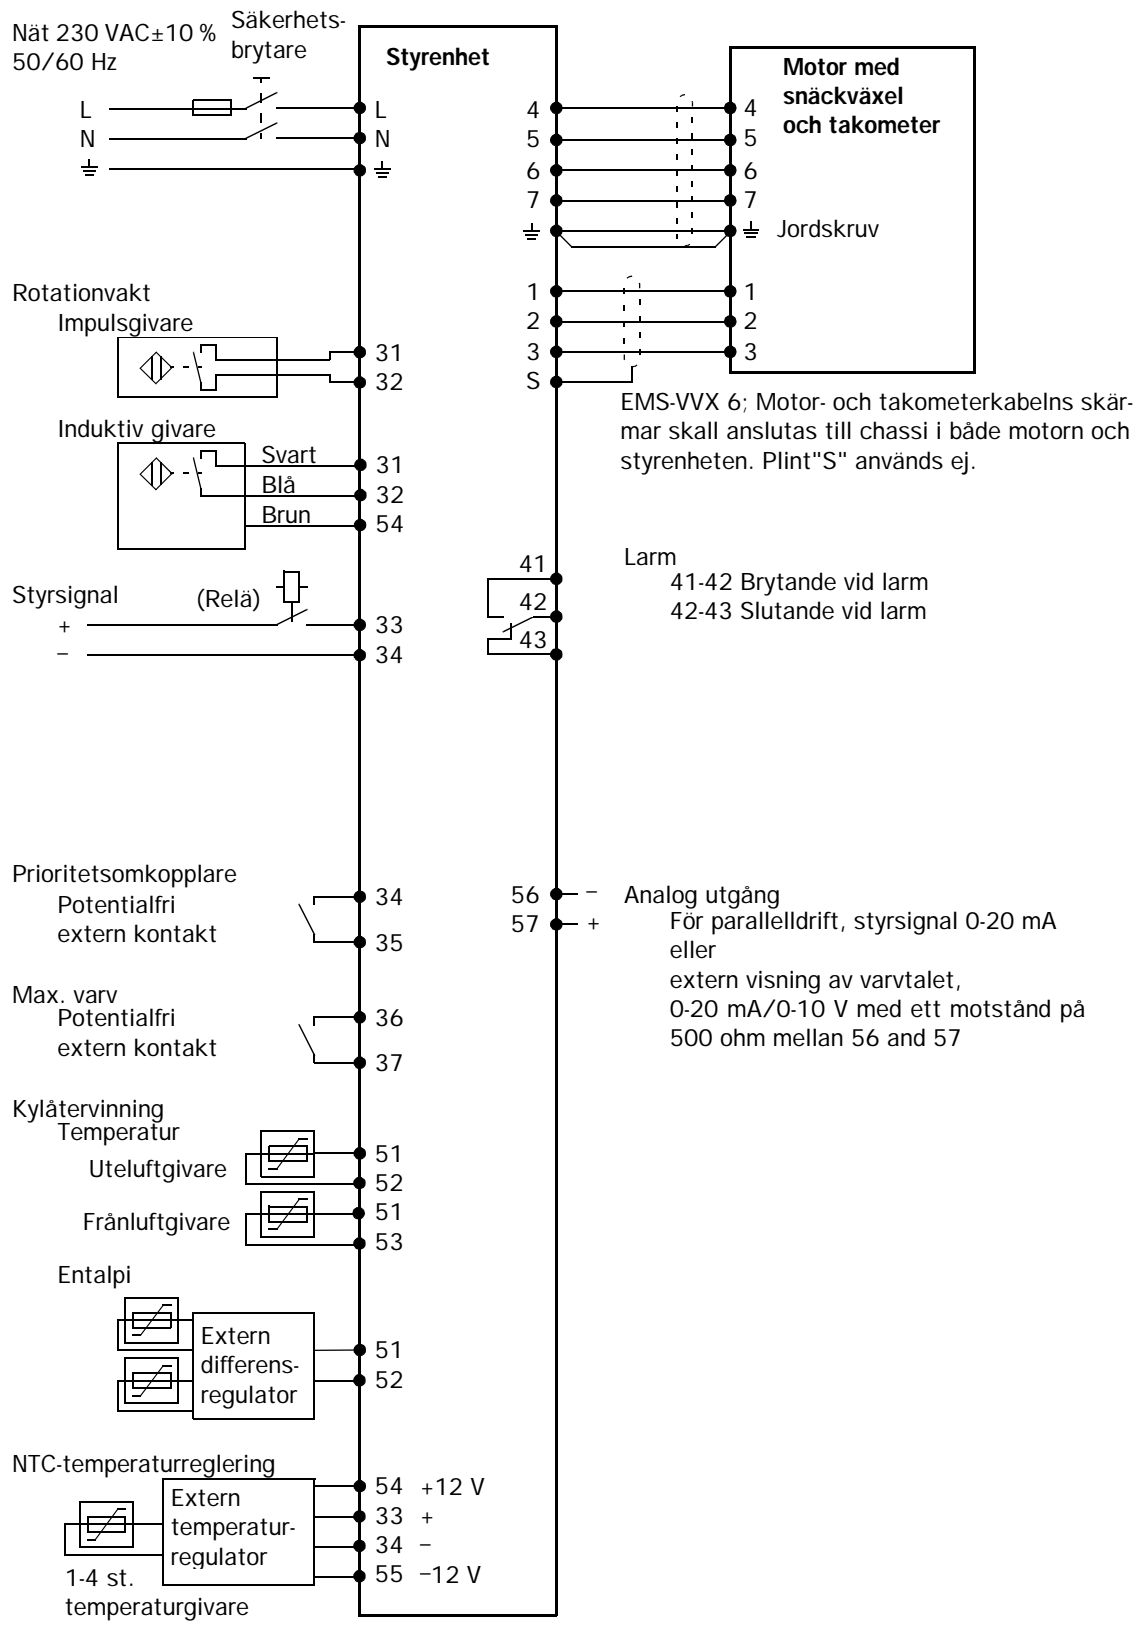 Nät 230 VAC±10 %
50/60 Hz
Säkerhets-
brytare
L
N
Styrenhet
L
N
4
5
6
7
1
2
3
S
Motor med
snäckväxel
och takometer
4
5
6
7
Jordskruv
1
2
3
EMS-VVX 6; Motor- och takometerkabelns skär-
mar skall anslutas till chassi i både motorn och
styrenheten. Plint"S" används ej.
Rotationvakt
Impulsgivare
31
32
Induktiv givare
Svart
31
Blå
32
Brun
54
Styrsignal
(Relä)
+
33
–
34
41
42
43
Larm
41-42 Brytande vid larm
42-43 Slutande vid larm
Prioritetsomkopplare
Potentialfri
extern kontakt
34
35
56 –
57 +
Analog utgång
För parallelldrift, styrsignal 0-20 mA
eller
extern visning av varvtalet,
0-20 mA/0-10 V med ett motstånd på
500 ohm mellan 56 and 57
Max. varv
Potentialfri
extern kontakt
36
37
Kylåtervinning
Temperatur
Uteluftgivare
51
52
Frånluftgivare
51
53
Entalpi
Extern
differens-
regulator
51
52
NTC-temperaturreglering
Extern
temperatur-
regulator
54 +12 V
33 +
34 –
55 –12 V
1-4 st.
temperaturgivare